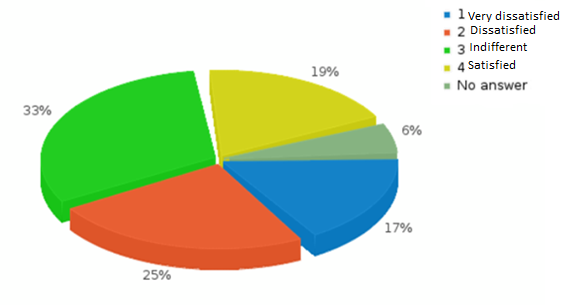 1 Very dissatisfied
2 Dissatisfied
3 Indifferent
4 Satisfied
No answer
19%
33%
6%
17%
25%